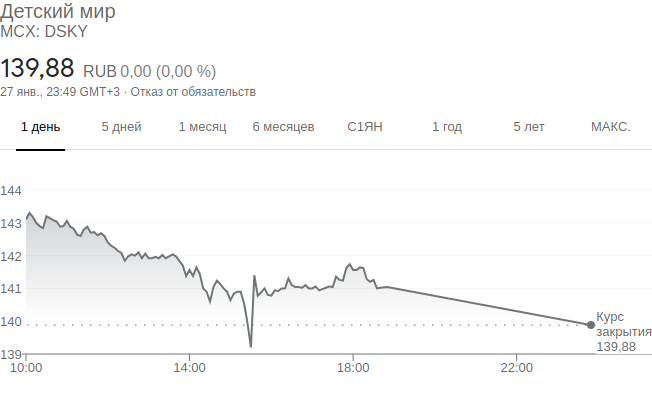 Детский мир
MCX: DSKY
139,88 RUB 0,00 (0,00 %)
27 янв., 23:49 GMT+3 · Отказ от обязательств
1 день 5 дней 1 месяц 6 месяцев С1ЯН 1 год 5 лет МАКС.
144
143
142
141
140
139
Курс
закрытия
139,88
10:00 14:00 18:00 22:00